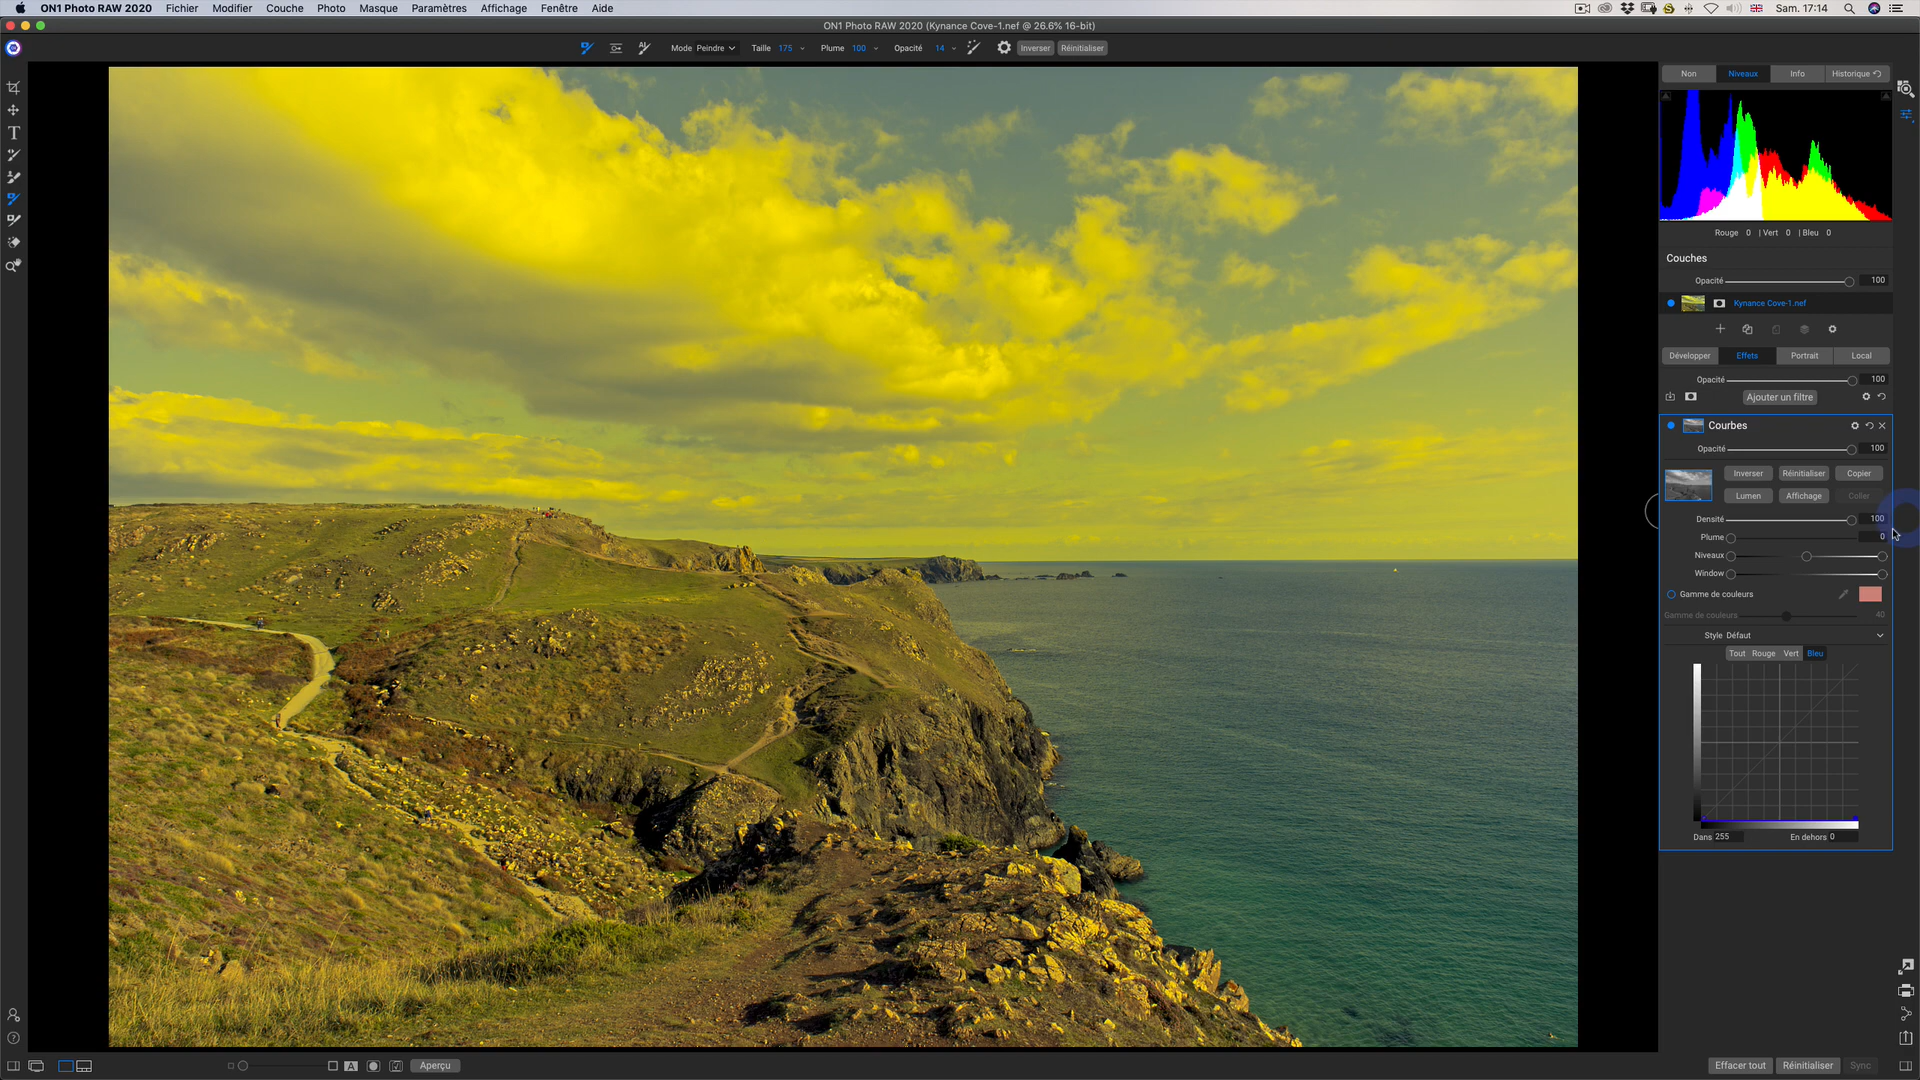 ON1 Photo RAW 2020 Fichier Modifier Couche Photo Masque Paramètres Affichage Fenêtre Aide Sam. 17:14
ON1 Photo RAW 2020 (Kynance Cove-1.nef @ 26.6% 16-bit)
Mode Peindre Taille 175 Plume 100 Opacité 14 Inverser Réinitialiser
Non Niveaux Info Historique
Rouge 0 | Vert 0 | Bleu 0
Couches
Opacité 100
Kynance Cove-1.nef
Développer Effets Portrait Local
Opacité 100
Ajouter un filtre
Courbes
Opacité 100
Inverser Réinitialiser Copier
Lumen Affichage Coller
Densité 100
Plume 0
Niveaux
Window
Gamme de couleurs
Gamme de couleurs 40
Style Défaut
Tout Rouge Vert Bleu
Dans 255 En dehors 0
A Aperçu Effacer tout Réinitialiser Sync